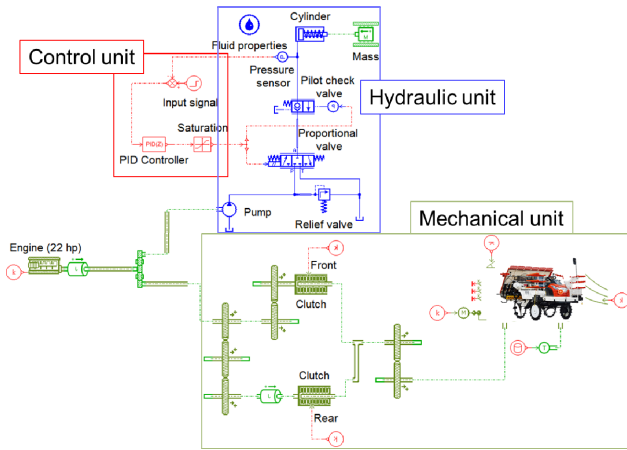 Cylinder
Control unit
Fluid properties
Mass
Pressure
sensor
Pilot check
valve
Hydraulic unit
Input signal
Saturation
Proportional
valve
PID(Z)
PID Controller
A
P T
Pump
Relief valve
Mechanical unit
Engine (22 hp)
k
L
Front
Clutch
k
M
T
Clutch
L
Rear